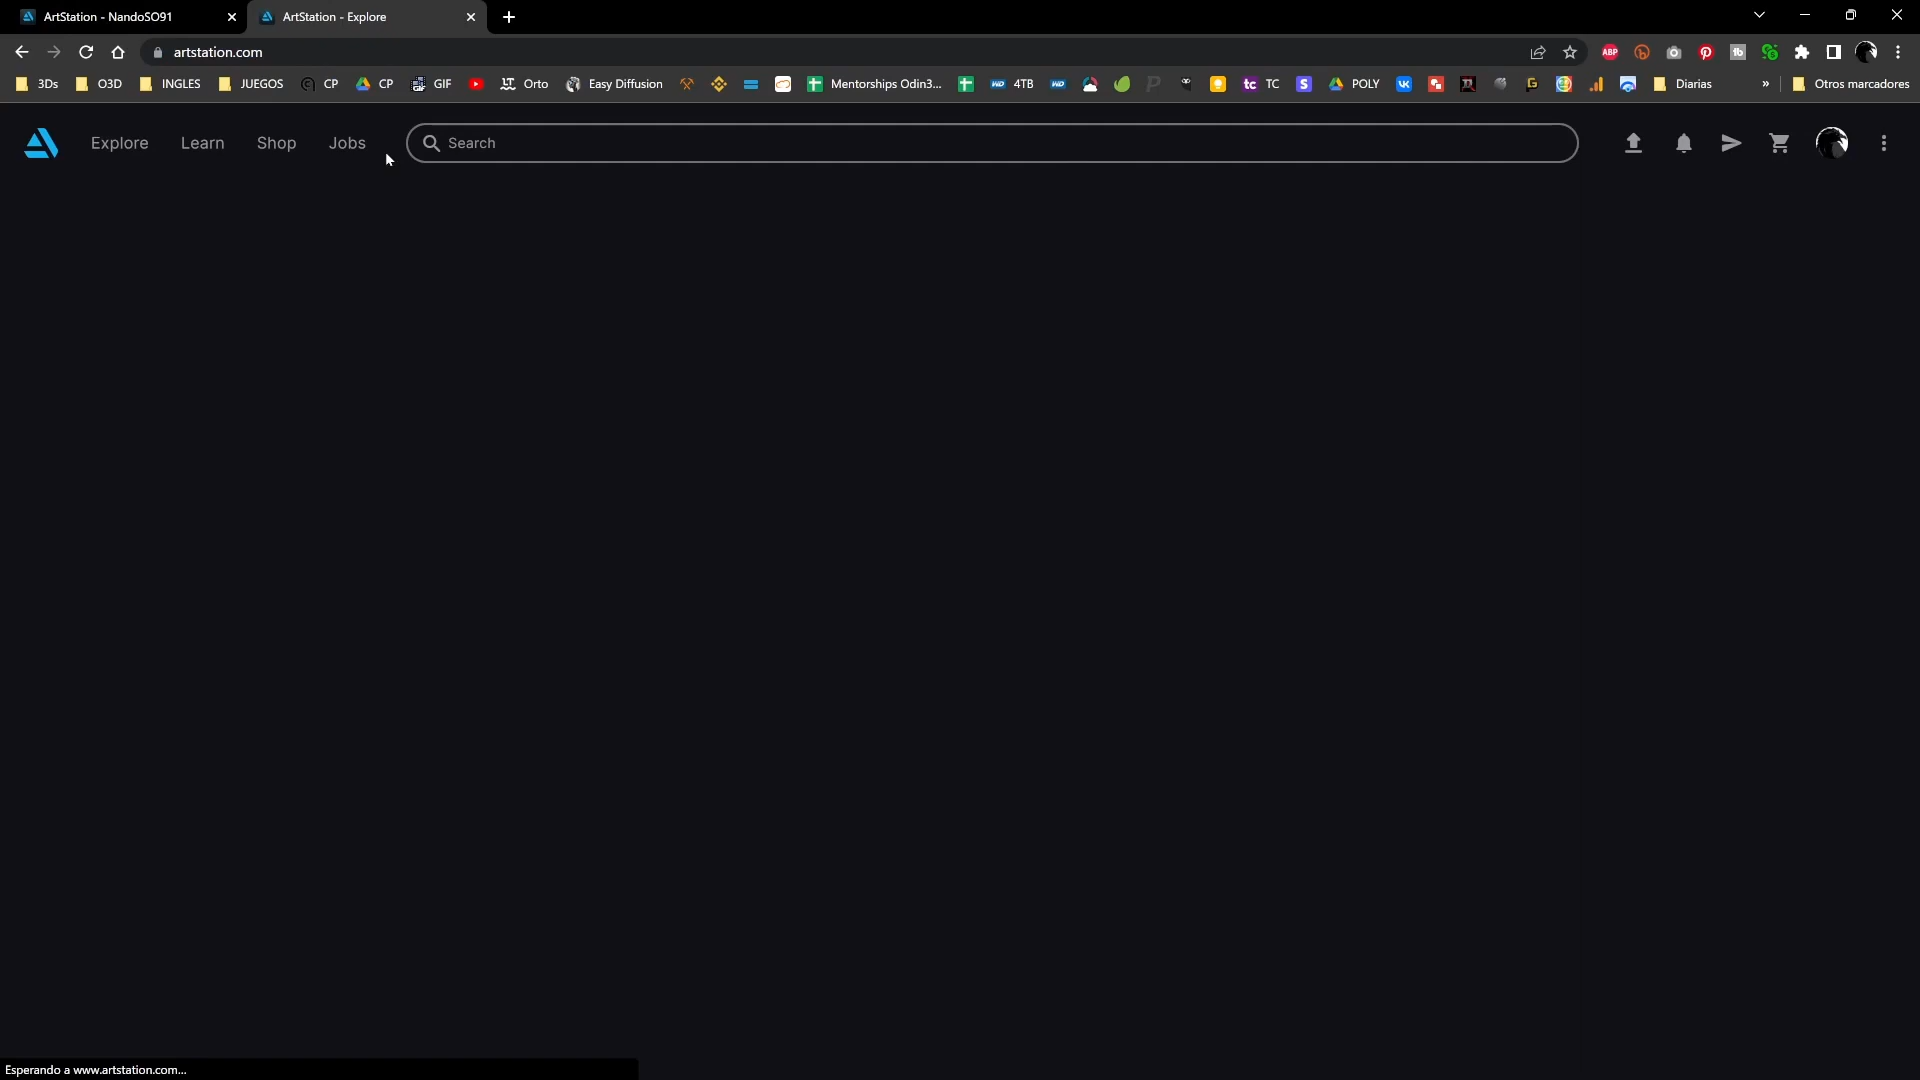 ArtStation - NandoSO91
ArtStation - Explore
artstation.com
ABP
3Ds
O3D
INGLES
JUEGOS
CP
CP
GIF
Orto
Easy Diffusion
Mentorships Odin3...
4TB
TC
POLY
Diarias
»
Otros marcadores
Explore
Learn
Shop
Jobs
Search
Esperando a www.artstation.com...